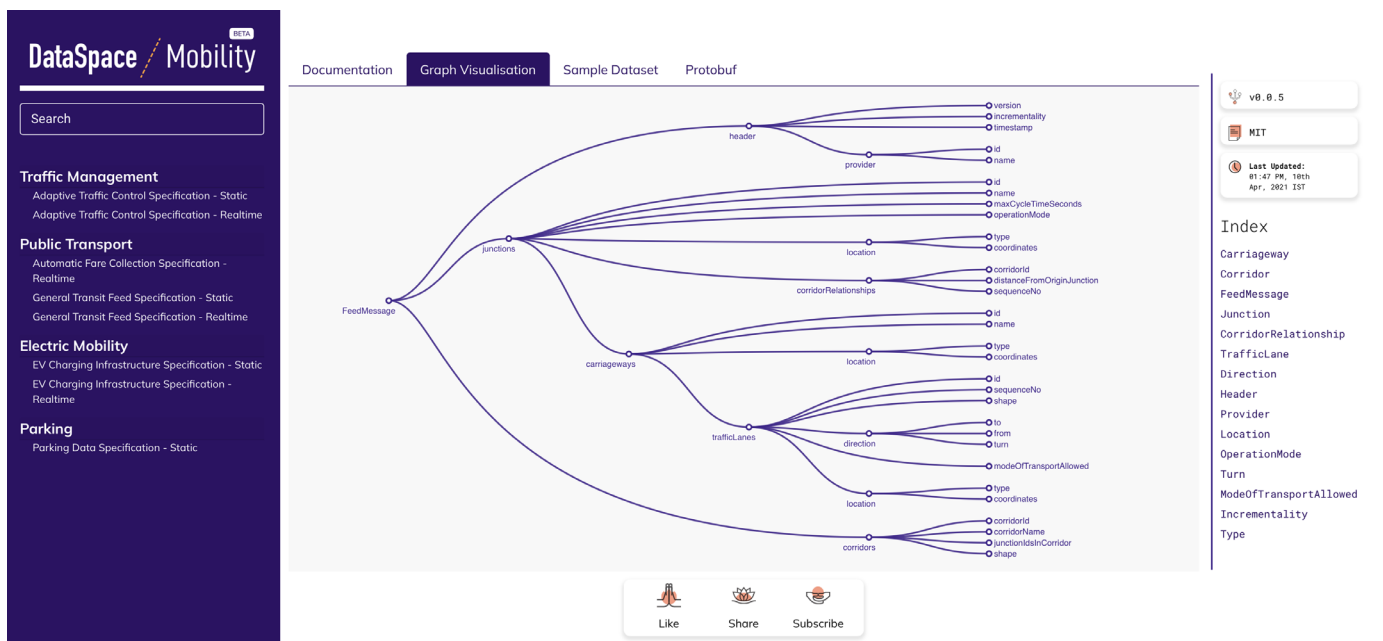 BETA
DataSpace / Mobility
Search
Traffic Management
Adaptive Traffic Control Specification - Static
Adaptive Traffic Control Specification - Realtime
Public Transport
Automatic Fare Collection Specification -
Realtime
General Transit Feed Specification - Static
General Transit Feed Specification - Realtime
Electric Mobility
EV Charging Infrastructure Specification - Static
EV Charging Infrastructure Specification -
Realtime
Parking
Parking Data Specification - Static
Documentation
Graph Visualisation
Sample Dataset
Protobuf
version
incrementality
timestamp
header
id
name
provider
id
name
maxCycleTimeSeconds
operationMode
junctions
type
coordinates
location
corridorId
distanceFromOriginJunction
sequenceNo
corridorRelationships
FeedMessage
id
name
type
coordinates
location
carriageways
id
sequenceNo
shape
to
from
turn
direction
trafficLanes
modeOfTransportAllowed
type
coordinates
location
corridorId
corridorName
junctionIdsInCorridor
shape
corridors
Like
Share
Subscribe
v0.0.5
MIT
Last Updated:
01:47 PM, 10th
Apr, 2021 IST
Index
Carriageway
Corridor
FeedMessage
Junction
CorridorRelationship
TrafficLane
Direction
Header
Provider
Location
OperationMode
Turn
ModeOfTransportAllowed
Incrementality
Type